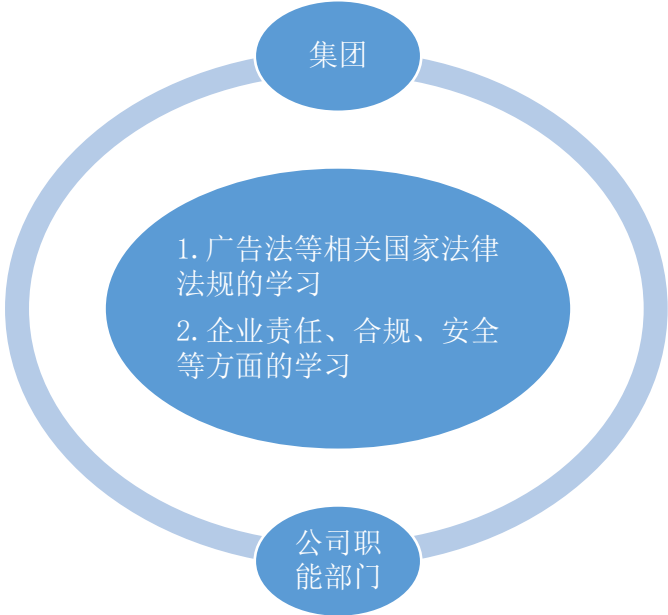 集团
1.广告法等相关国家法律
法规的学习
2.企业责任、合规、安全
等方面的学习
公司职
能部门